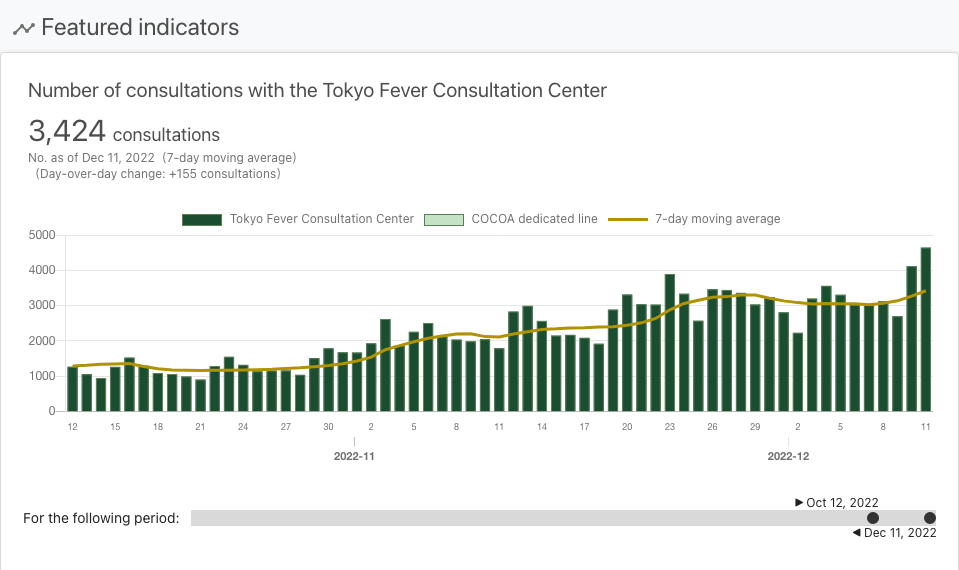 Featured indicators
Number of consultations with the Tokyo Fever Consultation Center
3,424 consultations
No. as of Dec 11, 2022 (7-day moving average)
(Day-over-day change: +155 consultations)
Tokyo Fever Consultation Center COCOA dedicated line 7-day moving average
5000
4000
3000
2000
1000
0
12 15 18 21 24 27 30 2 5 8 11 14 17 20 23 26 29 2 5 8 11
2022-11 2022-12
▶ Oct 12, 2022
For the following period:
◀ Dec 11, 2022